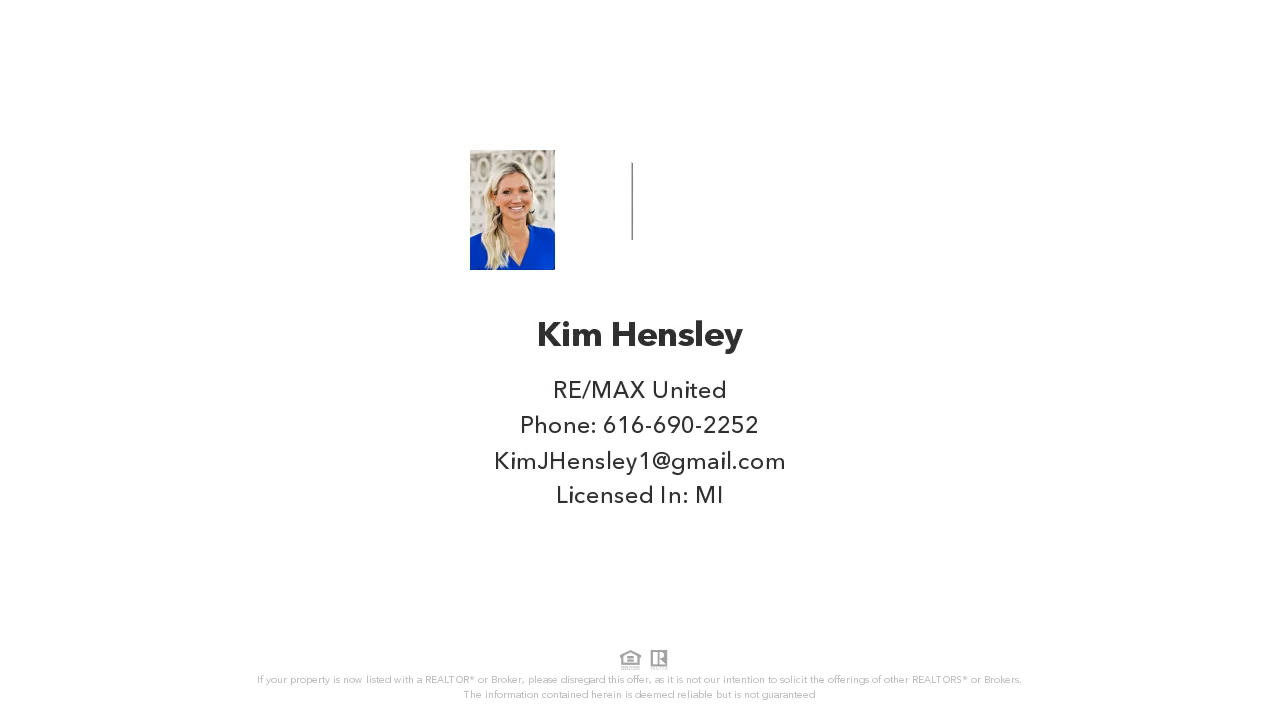 Kim Hensley
RE/MAX United
Phone: 616-690-2252
KimJHensley1@gmail.com
Licensed In: MI
If your property is now listed with a REALTOR® or Broker, please disregard this offer, as it is not our intention to solicit the offerings of other REALTORS® or Brokers.
The information contained herein is deemed reliable but is not guaranteed